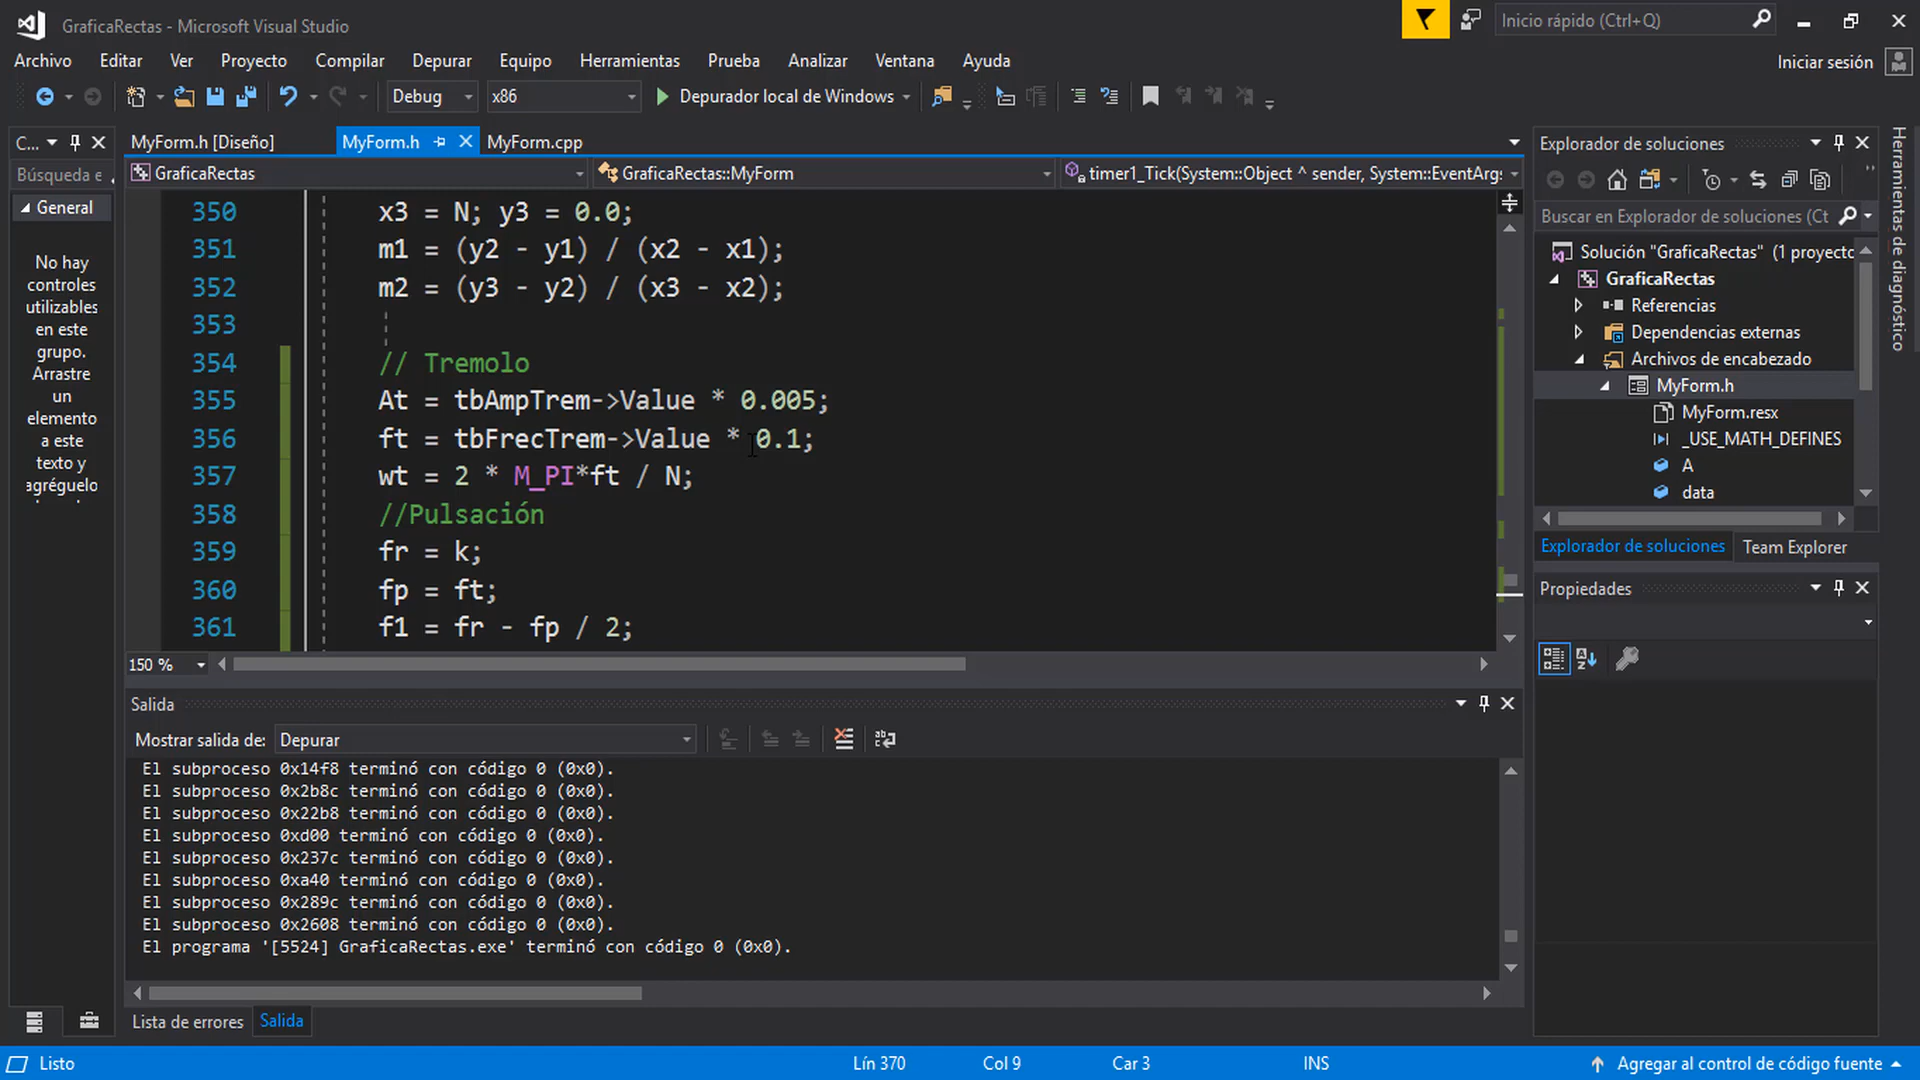 GraficaRectas - Microsoft Visual Studio
Inicio rápido (Ctrl+Q)
Archivo Editar Ver Proyecto Compilar Depurar Equipo Herramientas Prueba Analizar Ventana Ayuda
Iniciar sesión
Debug x86 Depurador local de Windows
C...
Búsqueda e
General
No hay
controles
utilizables
en este
grupo.
Arrastre
un
elemento
a este
texto y
agréguelo
MyForm.h [Diseño] MyForm.h MyForm.cpp
GraficaRectas GraficaRectas::MyForm timer1_Tick(System::Object ^ sender, System::EventArgs
350 x3 = N; y3 = 0.0;
351 m1 = (y2 - y1) / (x2 - x1);
352 m2 = (y3 - y2) / (x3 - x2);
353
354 // Tremolo
355 At = tbAmpTrem->Value * 0.005;
356 ft = tbFrecTrem->Value * 0.1;
357 wt = 2 * M_PI*ft / N;
358 //Pulsación
359 fr = k;
360 fp = ft;
361 f1 = fr - fp / 2;
150 %
Salida
Mostrar salida de: Depurar
El subproceso 0x14f8 terminó con código 0 (0x0).
El subproceso 0x2b8c terminó con código 0 (0x0).
El subproceso 0x22b8 terminó con código 0 (0x0).
El subproceso 0xd00 terminó con código 0 (0x0).
El subproceso 0x237c terminó con código 0 (0x0).
El subproceso 0xa40 terminó con código 0 (0x0).
El subproceso 0x289c terminó con código 0 (0x0).
El subproceso 0x2608 terminó con código 0 (0x0).
El programa '[5524] GraficaRectas.exe' terminó con código 0 (0x0).
Lista de errores Salida
Explorador de soluciones
Buscar en Explorador de soluciones (Ct
Solución "GraficaRectas" (1 proyecto
GraficaRectas
Referencias
Dependencias externas
Archivos de encabezado
MyForm.h
MyForm.resx
_USE_MATH_DEFINES
A
data
Explorador de soluciones Team Explorer
Propiedades
Herramientas de diagnóstico
Listo Lín 370 Col 9 Car 3 INS Agregar al control de código fuente